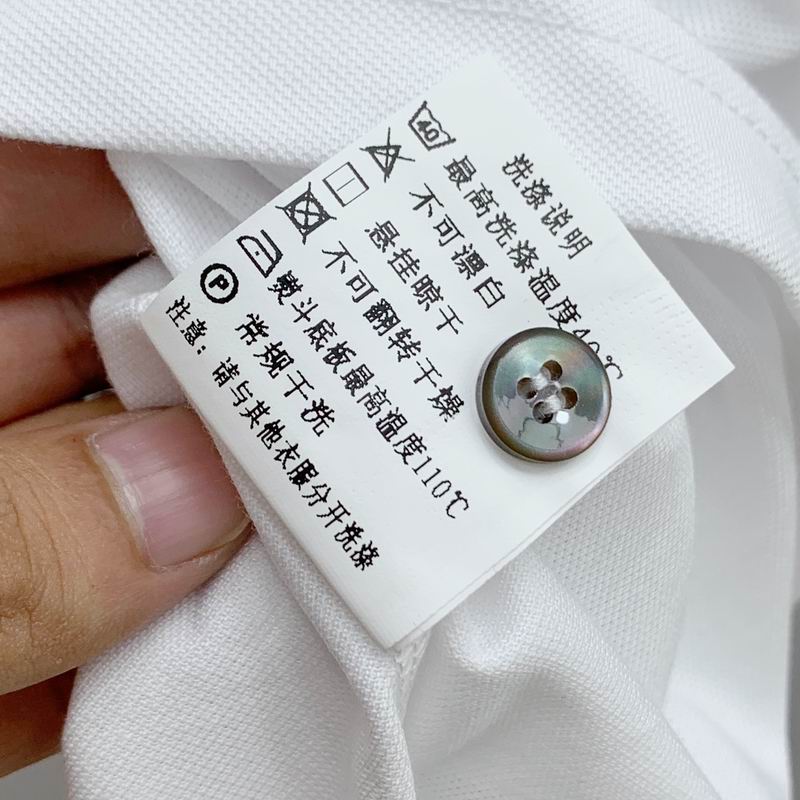 洗涤说明
40
最高洗涤温度40℃
不可漂白
悬挂晾干
不可翻转干燥
熨斗底板最高温度110℃
P
常规干洗
注意:请与其他衣服分开洗涤